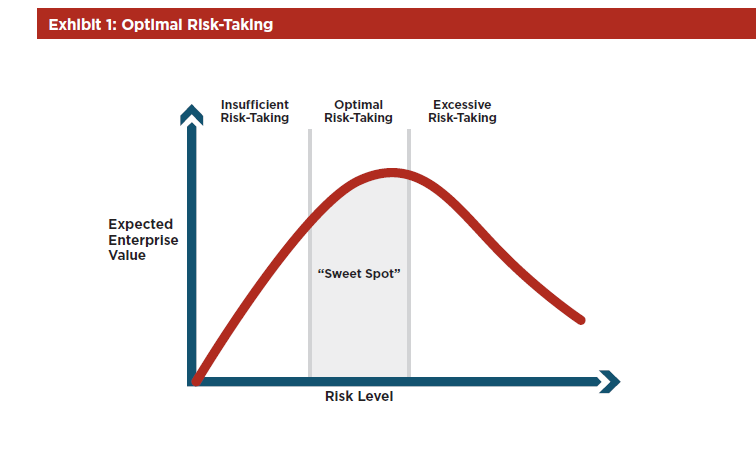 Exhibit 1: Optimal Risk-Taking
Insufficient
Risk-Taking
Optimal
Risk-Taking
Excessive
Risk-Taking
Expected
Enterprise
Value
“Sweet Spot”
Risk Level